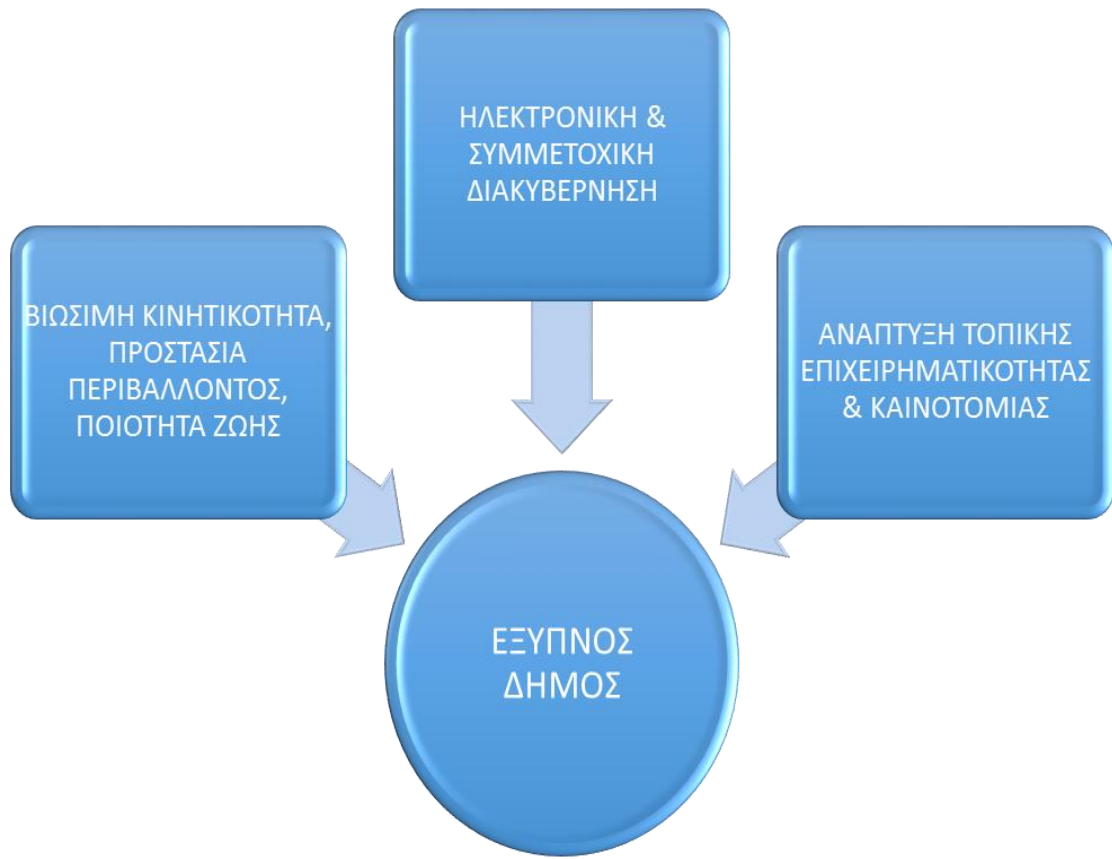 ΗΛΕΚΤΡΟΝΙΚΗ &
ΣΥΜΜΕΤΟΧΙΚΗ
ΔΙΑΚΥΒΕΡΝΗΣΗ
ΒΙΩΣΙΜΗ ΚΙΝΗΤΙΚΟΤΗΤΑ,
ΠΡΟΣΤΑΣΙΑ
ΠΕΡΙΒΑΛΛΟΝΤΟΣ,
ΠΟΙΟΤΗΤΑ ΖΩΗΣ
ΑΝΑΠΤΥΞΗ ΤΟΠΙΚΗΣ
ΕΠΙΧΕΙΡΗΜΑΤΙΚΟΤΗΤΑΣ
& ΚΑΙΝΟΤΟΜΙΑΣ
ΕΞΥΠΝΟΣ
ΔΗΜΟΣ